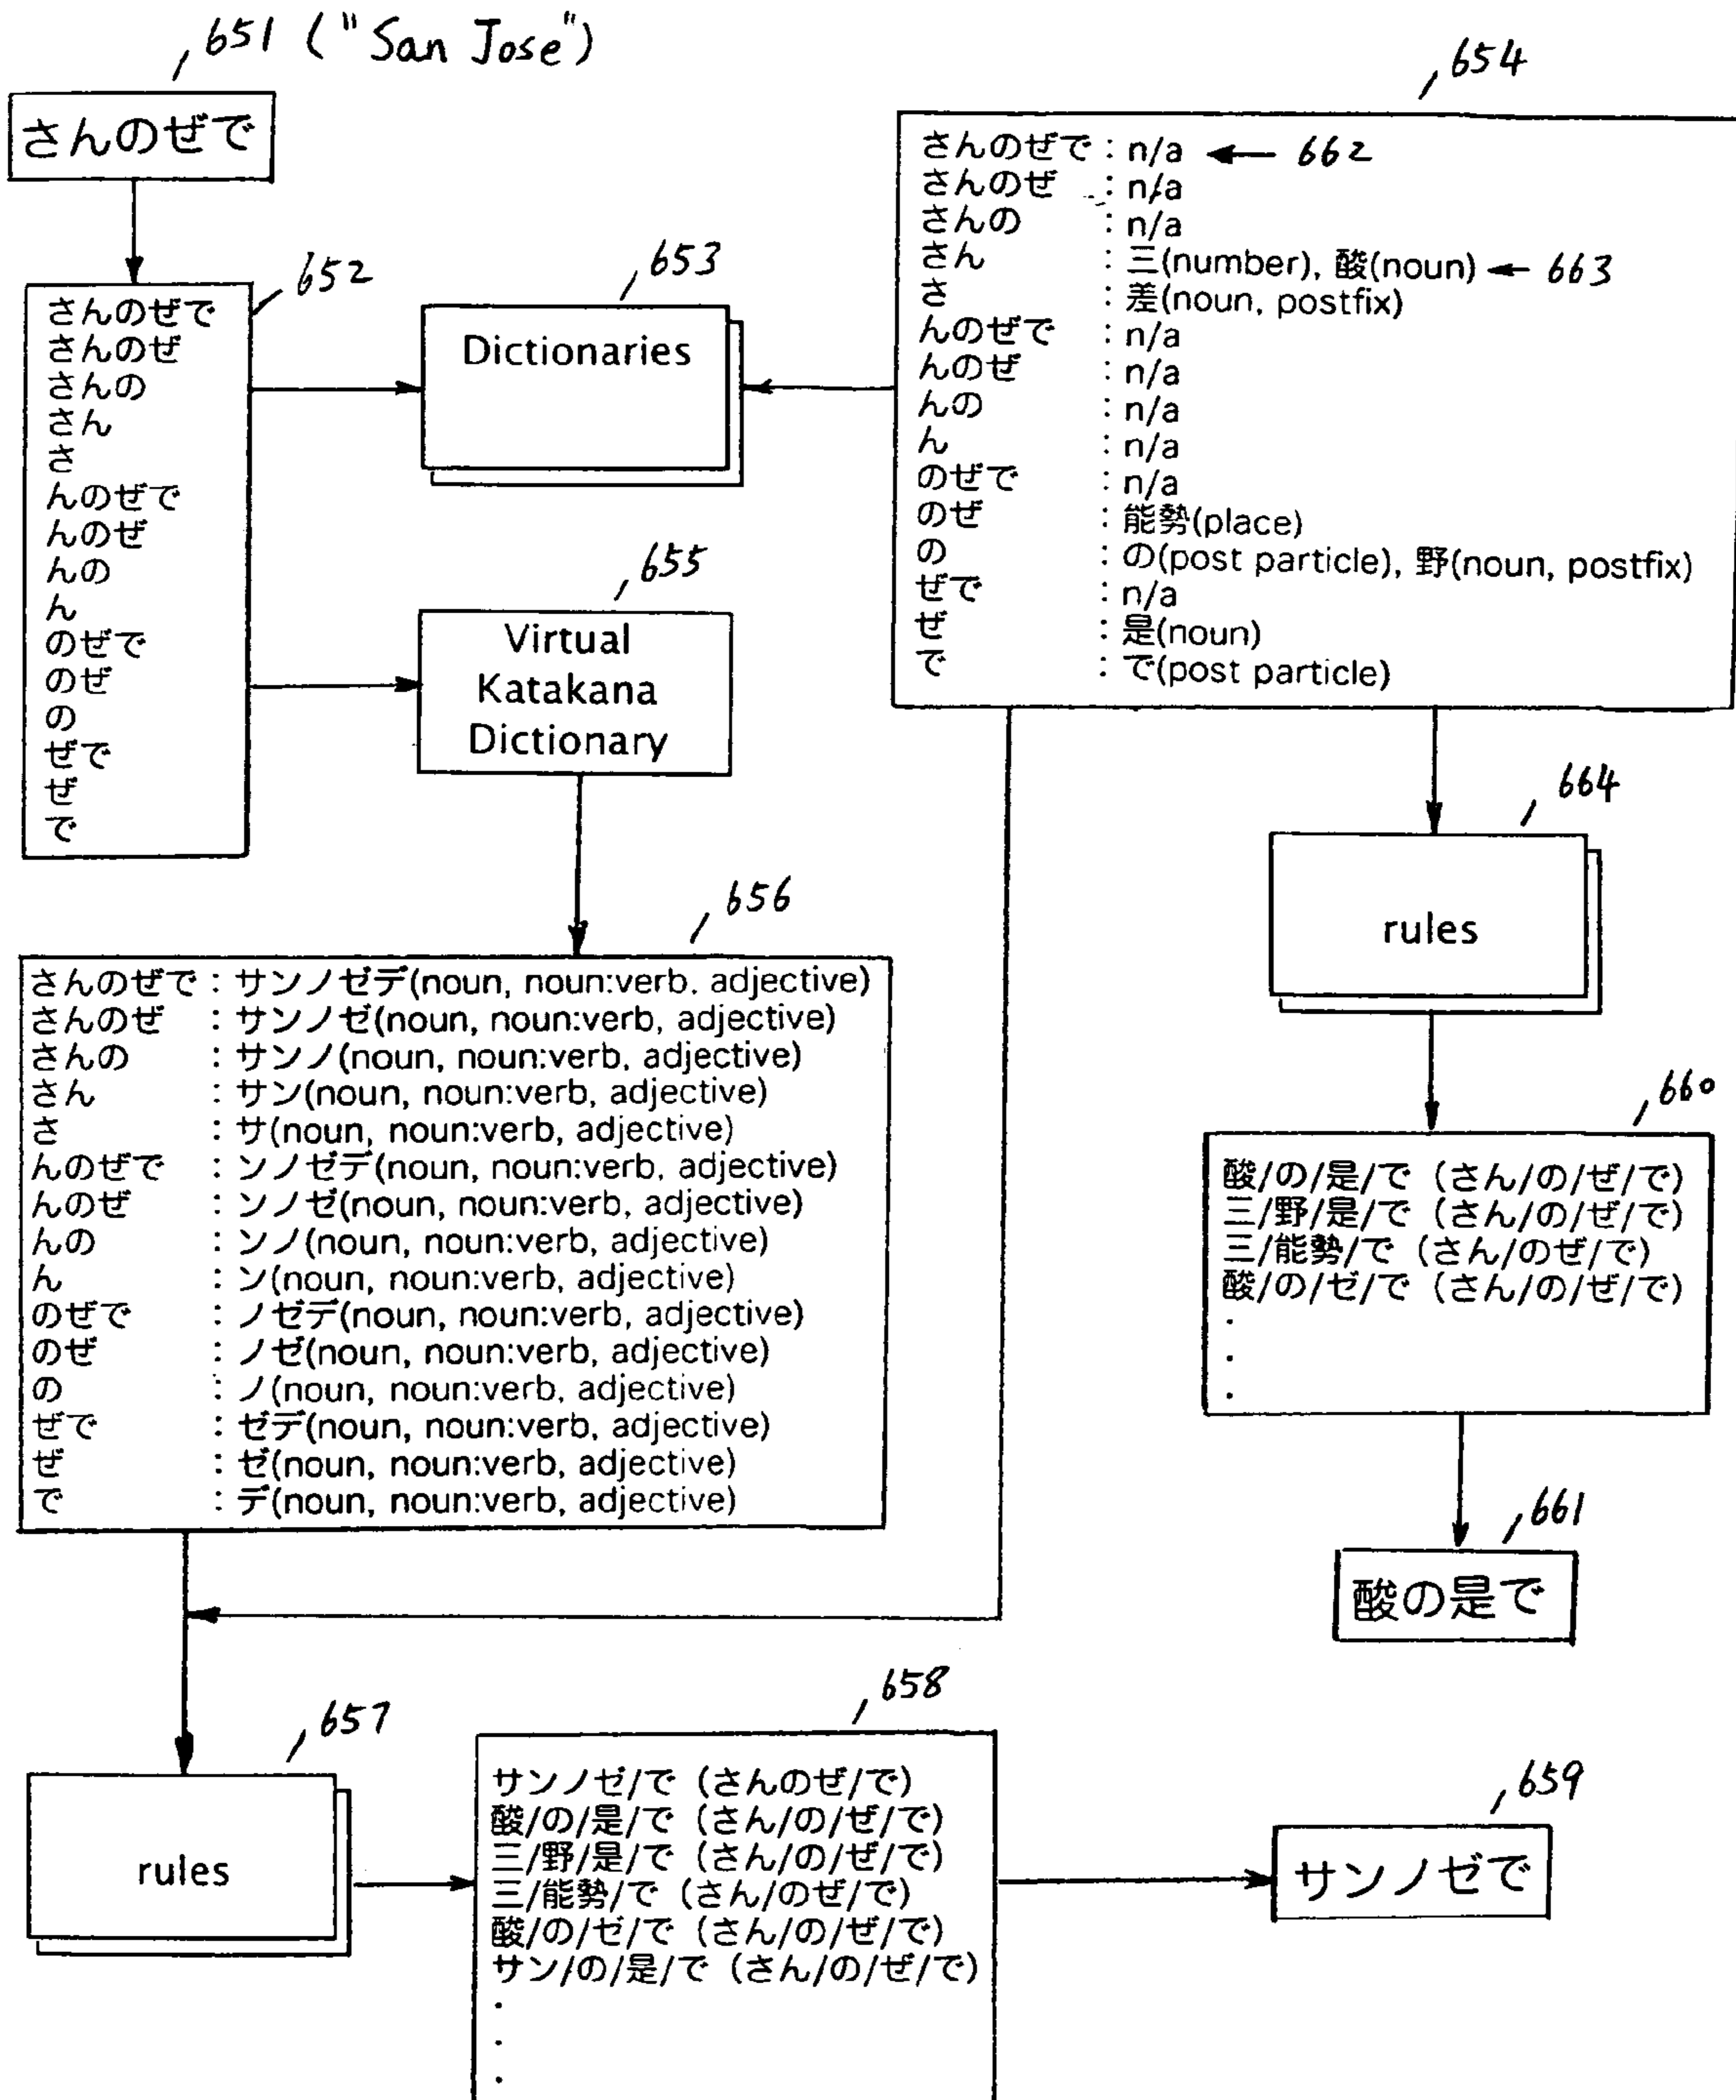 651 ("San Jose")
さんのぜで
652
さんのぜで
さんのぜ
さんの
さん
さ
んのぜで
んのぜ
んの
ん
のぜで
のぜ
の
ぜで
ぜ
で
653
Dictionaries
654
さんのぜで : n/a ← 662
さんのぜ : n/a
さんの : n/a
さん : 三(number), 酸(noun) ← 663
さ : 差(noun, postfix)
んのぜで : n/a
んのぜ : n/a
んの : n/a
ん : n/a
のぜで : n/a
のぜ : 能勢(place)
の : の(post particle), 野(noun, postfix)
ぜで : n/a
ぜ : 是(noun)
で : で(post particle)
655
Virtual
Katakana
Dictionary
656
さんのぜで : サンノゼデ(noun, noun:verb. adjective)
さんのぜ : サンノゼ(noun, noun:verb, adjective)
さんの : サンノ(noun, noun:verb, adjective)
さん : サン(noun, noun:verb, adjective)
さ : サ(noun, noun:verb, adjective)
んのぜで : ンノゼデ(noun, noun:verb, adjective)
んのぜ : ンノゼ(noun, noun:verb, adjective)
んの : ンノ(noun, noun:verb, adjective)
ん : ン(noun, noun:verb, adjective)
のぜで : ノゼデ(noun, noun:verb, adjective)
のぜ : ノゼ(noun, noun:verb, adjective)
の : ノ(noun, noun:verb, adjective)
ぜで : ゼデ(noun, noun:verb, adjective)
ぜ : ゼ(noun, noun:verb, adjective)
で : デ(noun, noun:verb, adjective)
664
rules
660
酸/の/是/で (さん/の/ぜ/で)
三/野/是/で (さん/の/ぜ/で)
三/能勢/で (さん/のぜ/で)
酸/の/ゼ/で (さん/の/ぜ/で)
.
.
.
661
酸の是で
657
rules
658
サンノゼ/で (さんのぜ/で)
酸/の/是/で (さん/の/ぜ/で)
三/野/是/で (さん/の/ぜ/で)
三/能勢/で (さん/のぜ/で)
酸/の/ゼ/で (さん/の/ぜ/で)
サン/の/是/で (さん/の/ぜ/で)
.
.
.
659
サンノゼで